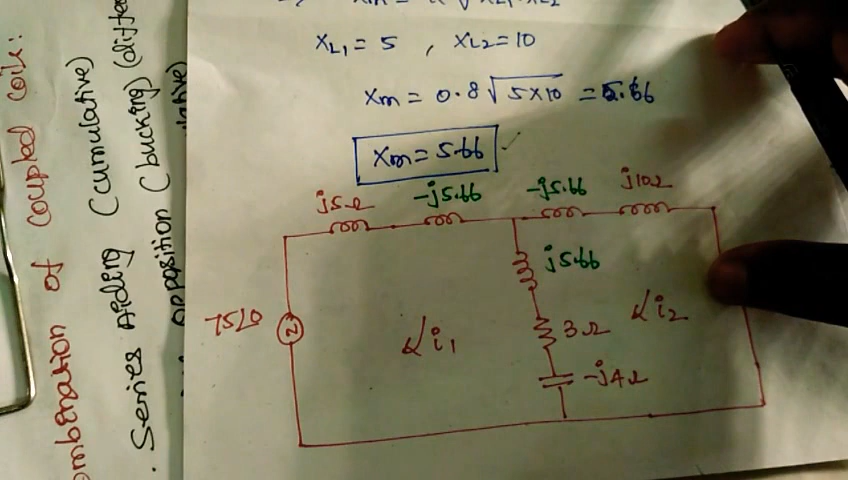 XL1 = 5 , XL2 = 10
Xm = 0.8 √5×10 = 5.66
Xm = 5.66
j5Ω -j5.66 -j5.66 j10Ω
j5.66
75∠0 i1 3Ω i2
-j4Ω
combination of coupled coils:
Series Aiding (cumulative)
opposition (bucking)